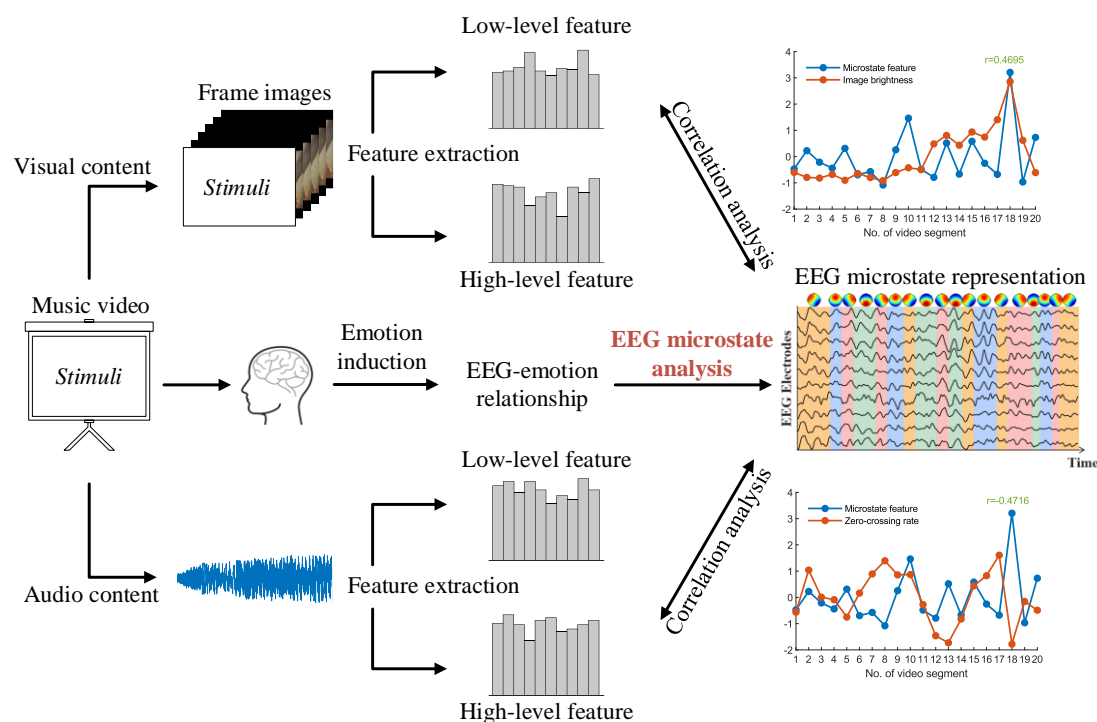 Low-level feature
Frame images
Visual content
Stimuli
Feature extraction
High-level feature
Correlation analysis
4
3
2
1
0
-1
-2
r=0.4695
Microstate feature
Image brightness
1 2 3 4 5 6 7 8 9 10 11 12 13 14 15 16 17 18 19 20
No. of video segment
Music video
Stimuli
Emotion
induction
EEG-emotion
relationship
EEG microstate
analysis
EEG microstate representation
EEG Electrodes
Time
Audio content
Low-level feature
Feature extraction
High-level feature
Correlation analysis
4
3
2
1
0
-1
-2
r=-0.4716
Microstate feature
Zero-crossing rate
1 2 3 4 5 6 7 8 9 10 11 12 13 14 15 16 17 18 19 20
No. of video segment